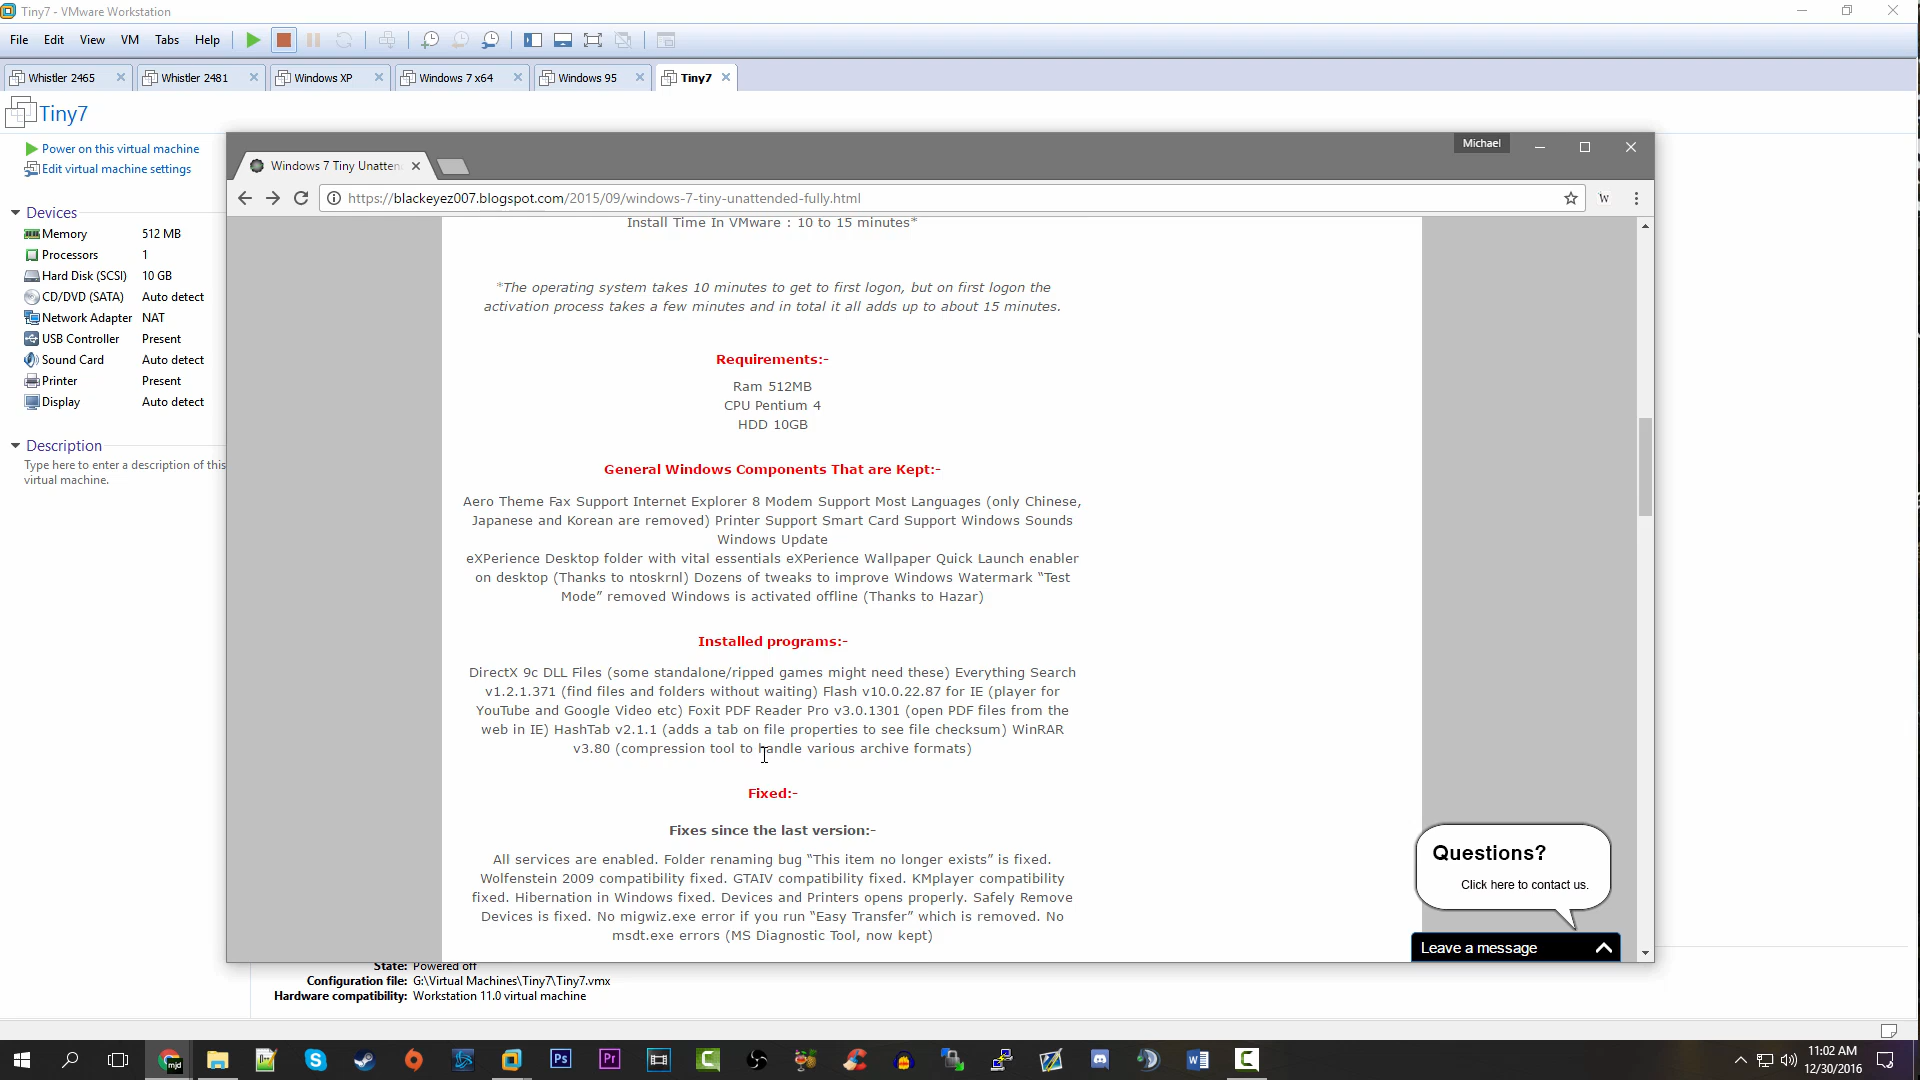 Tiny7 - VMware Workstation
File Edit View VM Tabs Help
Whistler 2465 Whistler 2481 Windows XP Windows 7 x64 Windows 95 Tiny7
Tiny7
Power on this virtual machine
Edit virtual machine settings
Devices
Memory 512 MB
Processors 1
Hard Disk (SCSI) 10 GB
CD/DVD (SATA) Auto detect
Network Adapter NAT
USB Controller Present
Sound Card Auto detect
Printer Present
Display Auto detect
Description
Type here to enter a description of this
virtual machine.
Michael
Windows 7 Tiny Unatten
https://blackeyez007.blogspot.com/2015/09/windows-7-tiny-unattended-fully.html
Install Time In VMware : 10 to 15 minutes*
*The operating system takes 10 minutes to get to first logon, but on first logon the
activation process takes a few minutes and in total it all adds up to about 15 minutes.
Requirements:-
Ram 512MB
CPU Pentium 4
HDD 10GB
General Windows Components That are Kept:-
Aero Theme Fax Support Internet Explorer 8 Modem Support Most Languages (only Chinese,
Japanese and Korean are removed) Printer Support Smart Card Support Windows Sounds
Windows Update
eXPerience Desktop folder with vital essentials eXPerience Wallpaper Quick Launch enabler
on desktop (Thanks to ntoskrnl) Dozens of tweaks to improve Windows Watermark “Test
Mode” removed Windows is activated offline (Thanks to Hazar)
Installed programs:-
DirectX 9c DLL Files (some standalone/ripped games might need these) Everything Search
v1.2.1.371 (find files and folders without waiting) Flash v10.0.22.87 for IE (player for
YouTube and Google Video etc) Foxit PDF Reader Pro v3.0.1301 (open PDF files from the
web in IE) HashTab v2.1.1 (adds a tab on file properties to see file checksum) WinRAR
v3.80 (compression tool to handle various archive formats)
Fixed:-
Fixes since the last version:-
All services are enabled. Folder renaming bug “This item no longer exists” is fixed.
Wolfenstein 2009 compatibility fixed. GTAIV compatibility fixed. KMplayer compatibility
fixed. Hibernation in Windows fixed. Devices and Printers opens properly. Safely Remove
Devices is fixed. No migwiz.exe error if you run “Easy Transfer” which is removed. No
msdt.exe errors (MS Diagnostic Tool, now kept)
Questions?
Click here to contact us.
Leave a message
State: Powered off
Configuration file: G:\Virtual Machines\Tiny7\Tiny7.vmx
Hardware compatibility: Workstation 11.0 virtual machine
mjd
Ps
Pr
11:02 AM
12/30/2016